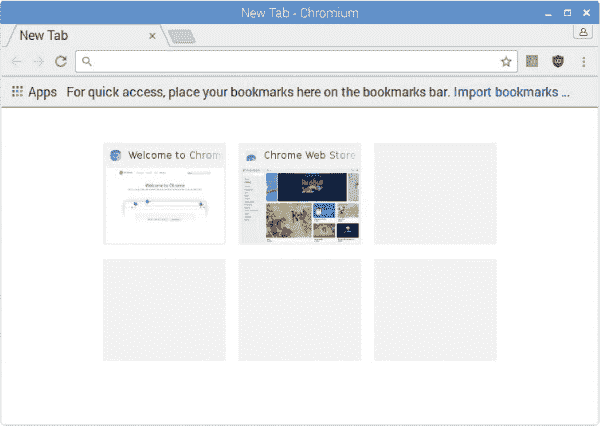 New Tab - Chromium
New Tab
Apps For quick access, place your bookmarks here on the bookmarks bar. Import bookmarks ...
Welcome to Chrom
Chrome Web Store
Welcome to Chrome